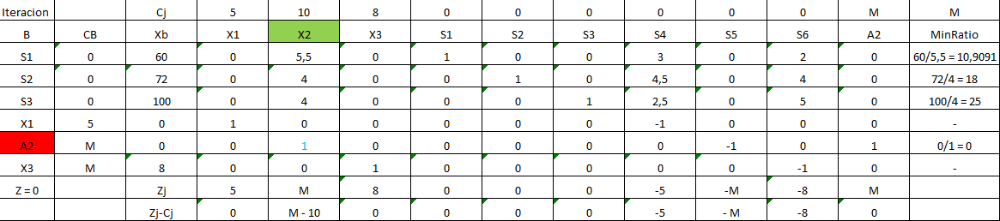 Iteracion Cj 5 10 8 0 0 0 0 0 0 M M
B CB Xb X1 X2 X3 S1 S2 S3 S4 S5 S6 A2 MinRatio
S1 0 60 0 5,5 0 1 0 0 3 0 2 0 60/5,5 = 10,9091
S2 0 72 0 4 0 0 1 0 4,5 0 4 0 72/4 = 18
S3 0 100 0 4 0 0 0 1 2,5 0 5 0 100/4 = 25
X1 5 0 1 0 0 0 0 0 -1 0 0 0 -
A2 M 0 0 1 0 0 0 0 0 -1 0 1 0/1 = 0
X3 M 8 0 0 1 0 0 0 0 0 -1 0 -
Z = 0 Zj 5 M 8 0 0 0 -5 -M -8 M
Zj-Cj 0 M - 10 0 0 0 0 -5 - M -8 0